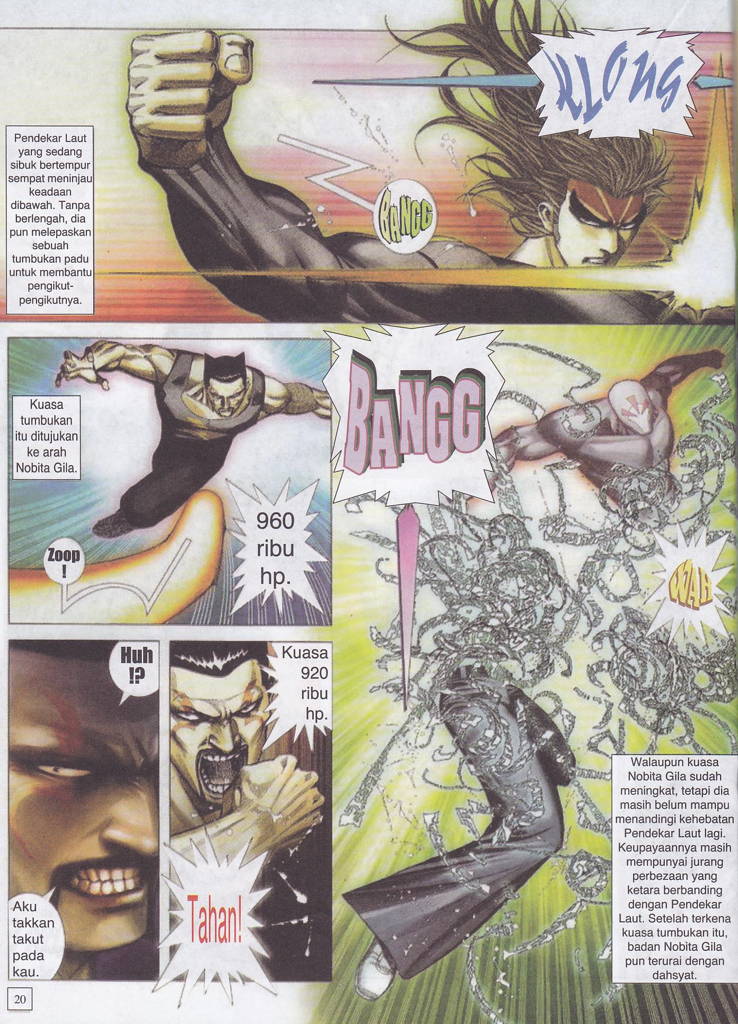 KLONG
Pendekar Laut
yang sedang
sibuk bertempur
sempat meninjau
keadaan
dibawah. Tanpa
berlengah, dia
pun melepaskan
sebuah
tumbukan padu
untuk membantu
pengikut-
pengikutnya.
BANGG
Kuasa
tumbukan
itu ditujukan
ke arah
Nobita Gila.
960
ribu
hp.
Zoop
!
BANGG
WAH
Huh
!?
Aku
takkan
takut
pada
kau.
Kuasa
920
ribu
hp.
Tahan!
Walaupun kuasa
Nobita Gila sudah
meningkat, tetapi dia
masih belum mampu
menandingi kehebatan
Pendekar Laut lagi.
Keupayaannya masih
mempunyai jurang
perbezaan yang
ketara berbanding
dengan Pendekar
Laut. Setelah terkena
kuasa tumbukan itu,
badan Nobita Gila
pun terurai dengan
dahsyat.
20